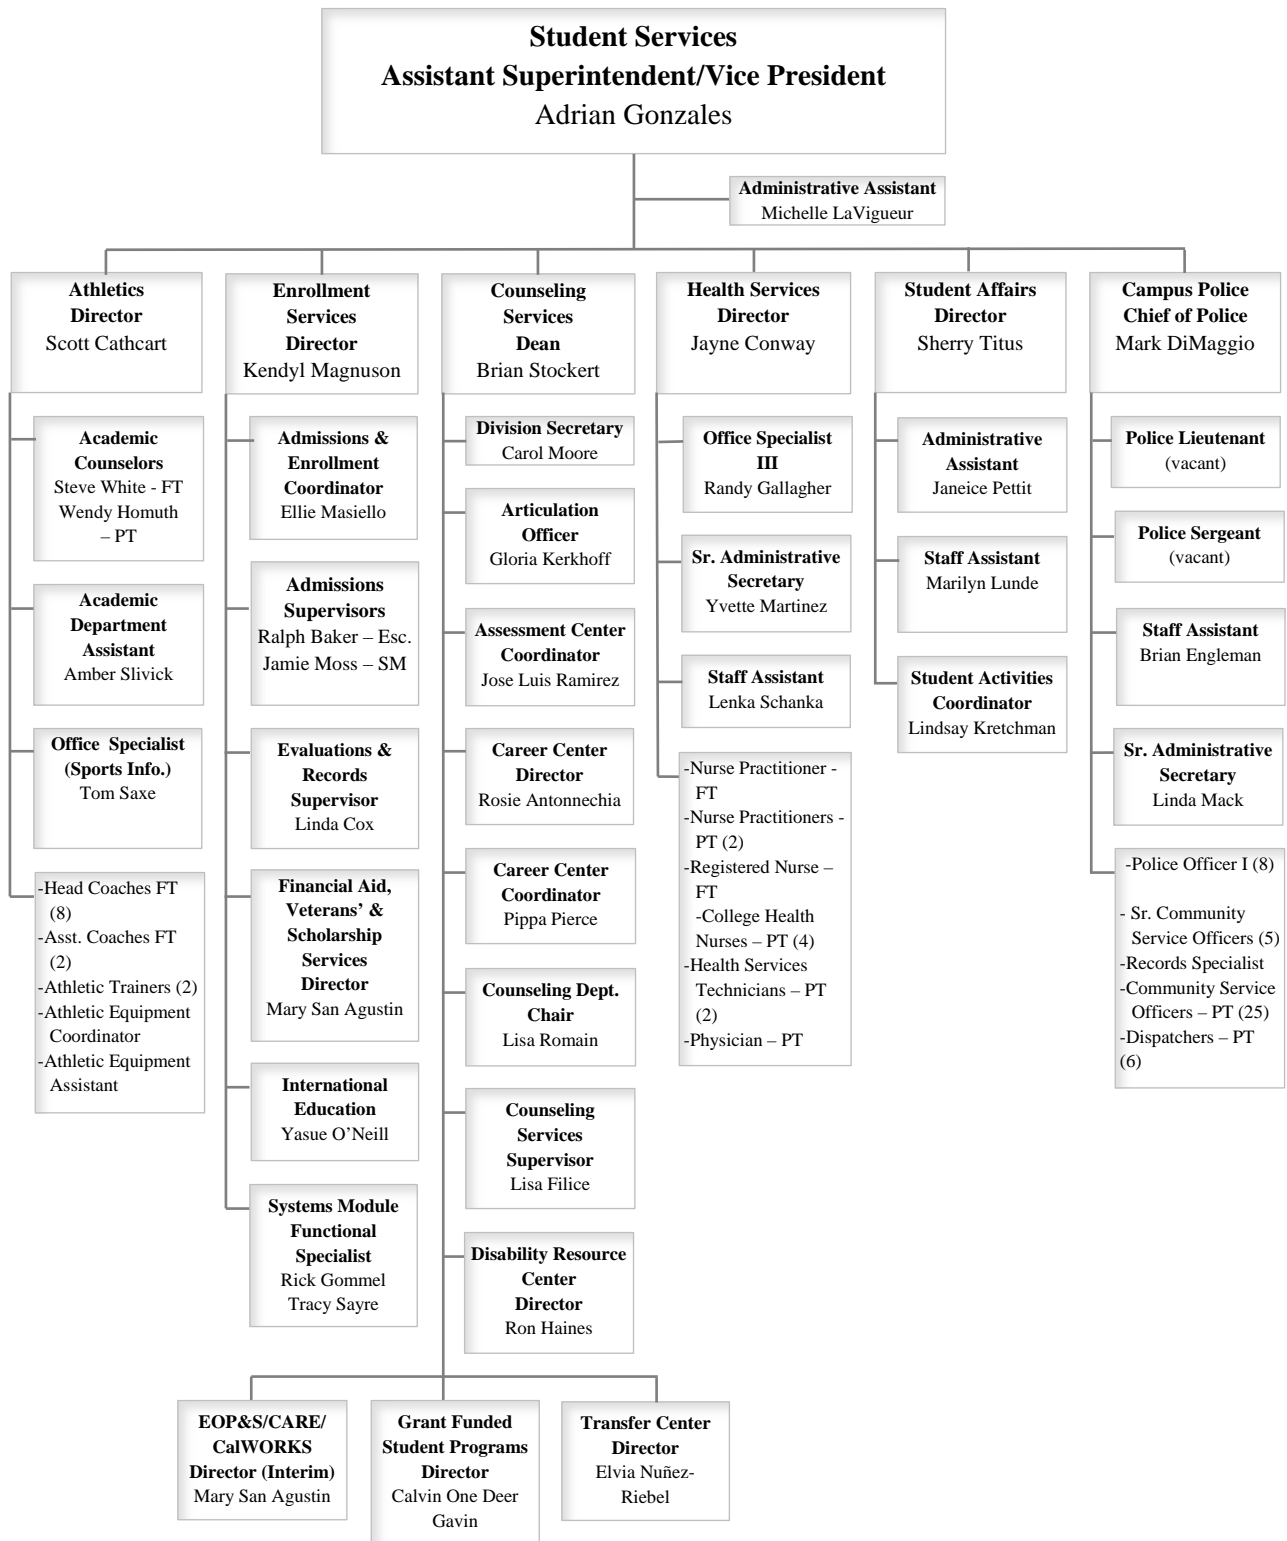 Student Services
Assistant Superintendent/Vice President
Adrian Gonzales
Administrative Assistant
Michelle LaVigueur
Athletics
Director
Scott Cathcart
Academic
Counselors
Steve White - FT
Wendy Homuth
– PT
Academic
Department
Assistant
Amber Slivick
Office  Specialist
(Sports Info.)
Tom Saxe
-Head Coaches FT
(8)
-Asst. Coaches FT
(2)
-Athletic Trainers (2)
-Athletic Equipment
Coordinator
-Athletic Equipment
Assistant
Enrollment
Services
Director
Kendyl Magnuson
Admissions &
Enrollment
Coordinator
Ellie Masiello
Admissions
Supervisors
Ralph Baker – Esc.
Jamie Moss – SM
Evaluations &
Records
Supervisor
Linda Cox
Financial Aid,
Veterans’ &
Scholarship
Services
Director
Mary San Agustin
International
Education
Yasue O’Neill
Systems Module
Functional
Specialist
Rick Gommel
Tracy Sayre
Counseling
Services
Dean
Brian Stockert
Division Secretary
Carol Moore
Articulation
Officer
Gloria Kerkhoff
Assessment Center
Coordinator
Jose Luis Ramirez
Career Center
Director
Rosie Antonnechia
Career Center
Coordinator
Pippa Pierce
Counseling Dept.
Chair
Lisa Romain
Counseling
Services
Supervisor
Lisa Filice
Disability Resource
Center
Director
Ron Haines
EOP&S/CARE/
CalWORKS
Director (Interim)
Mary San Agustin
Grant Funded
Student Programs
Director
Calvin One Deer
Gavin
Transfer Center
Director
Elvia Nuñez-
Riebel
Health Services
Director
Jayne Conway
Office Specialist
III
Randy Gallagher
Sr. Administrative
Secretary
Yvette Martinez
Staff Assistant
Lenka Schanka
-Nurse Practitioner -
FT
-Nurse Practitioners -
PT (2)
-Registered Nurse –
FT
-College Health
Nurses – PT (4)
-Health Services
Technicians – PT
(2)
-Physician – PT
Student Affairs
Director
Sherry Titus
Administrative
Assistant
Janeice Pettit
Staff Assistant
Marilyn Lunde
Student Activities
Coordinator
Lindsay Kretchman
Campus Police
Chief of Police
Mark DiMaggio
Police Lieutenant
(vacant)
Police Sergeant
(vacant)
Staff Assistant
Brian Engleman
Sr. Administrative
Secretary
Linda Mack
-Police Officer I (8)
- Sr. Community
Service Officers (5)
-Records Specialist
-Community Service
Officers – PT (25)
-Dispatchers – PT
(6)